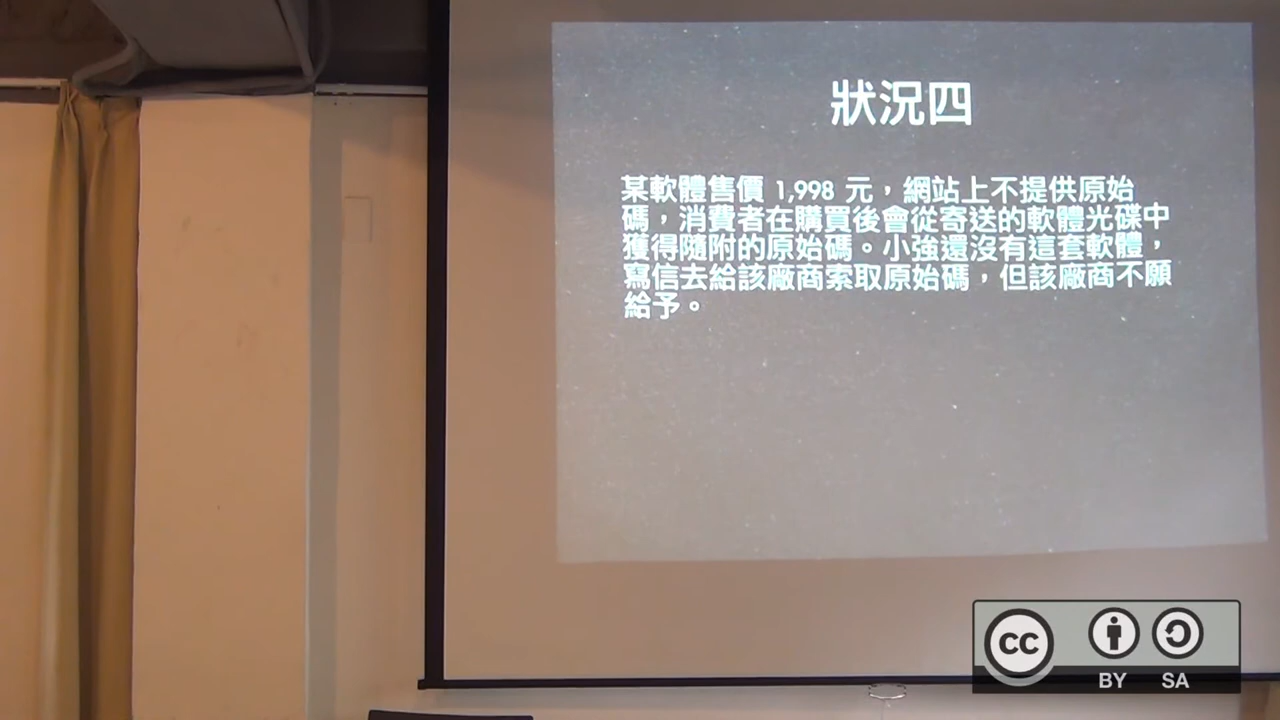 狀況四
某軟體售價 1,998 元，網站上不提供原始
碼，消費者在購買後會從寄送的軟體光碟中
獲得隨附的原始碼。小強還沒有這套軟體，
寫信去給該廠商索取原始碼，但該廠商不願
給予。
cc
BY SA